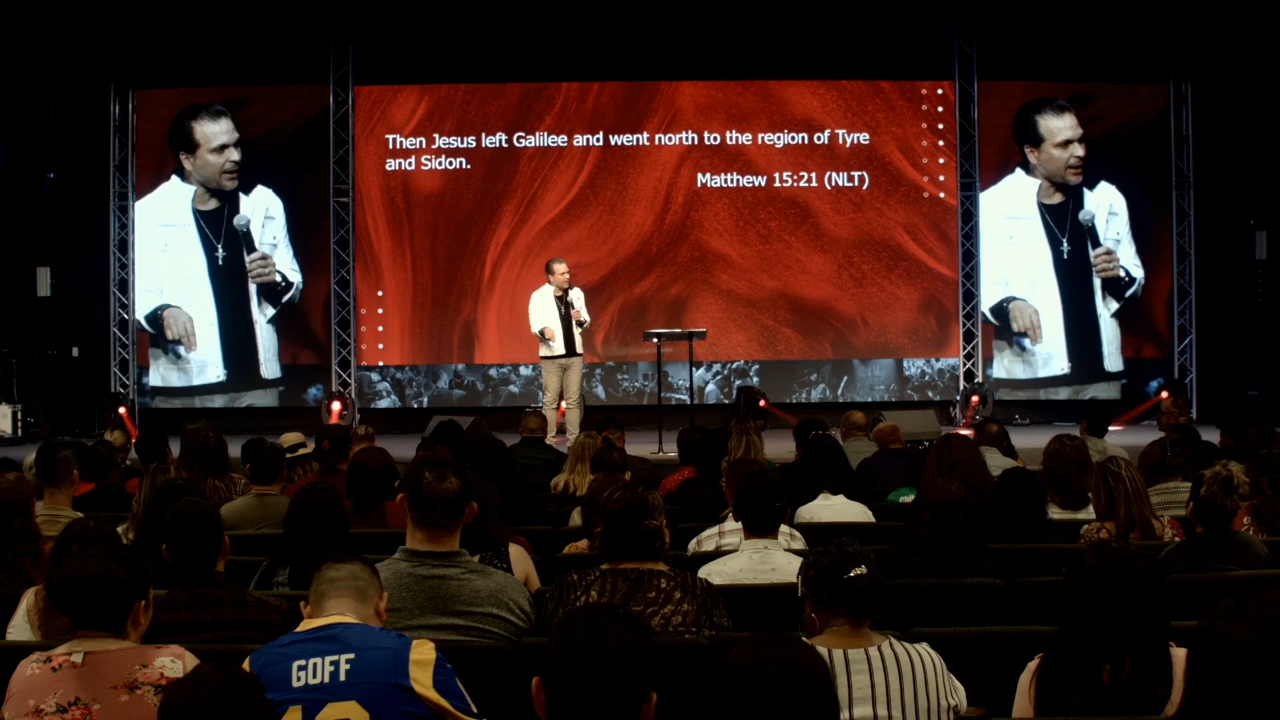 Then Jesus left Galilee and went north to the region of Tyre
and Sidon.
Matthew 15:21 (NLT)
GOFF